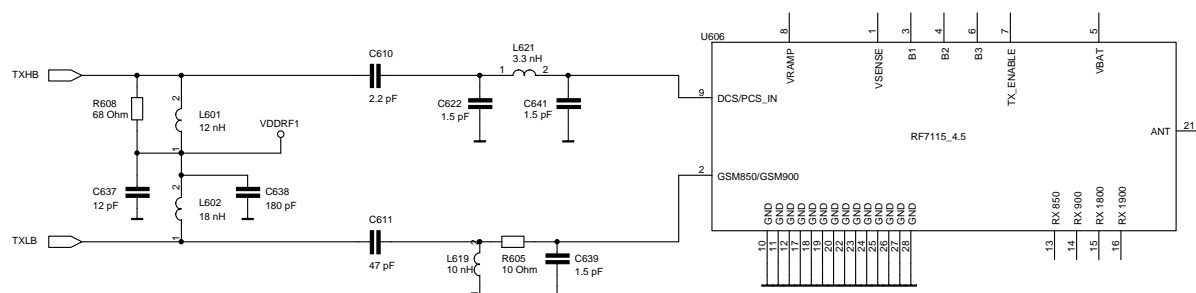 U606
8
1
3
4
6
7
5
VRAMP
VSENSE
B1
B2
B3
TX_ENABLE
VBAT
TXHB
C610
2.2 pF
L621
3.3 nH
1
2
R608
68 Ohm
2
L601
12 nH
1
VDDRF1
C622
1.5 pF
C641
1.5 pF
9
DCS/PCS_IN
RF7115_4.5
ANT
21
2
GSM850/GSM900
C637
12 pF
2
L602
18 nH
1
C638
180 pF
TXLB
C611
47 pF
2
L619
10 nH
1
R605
10 Ohm
C639
1.5 pF
GND GND GND GND GND GND GND GND GND GND GND GND GND GND
10 11 12 17 18 19 20 22 23 24 25 26 27 28
RX 850
RX 900
RX 1800
RX 1900
13
14
15
16